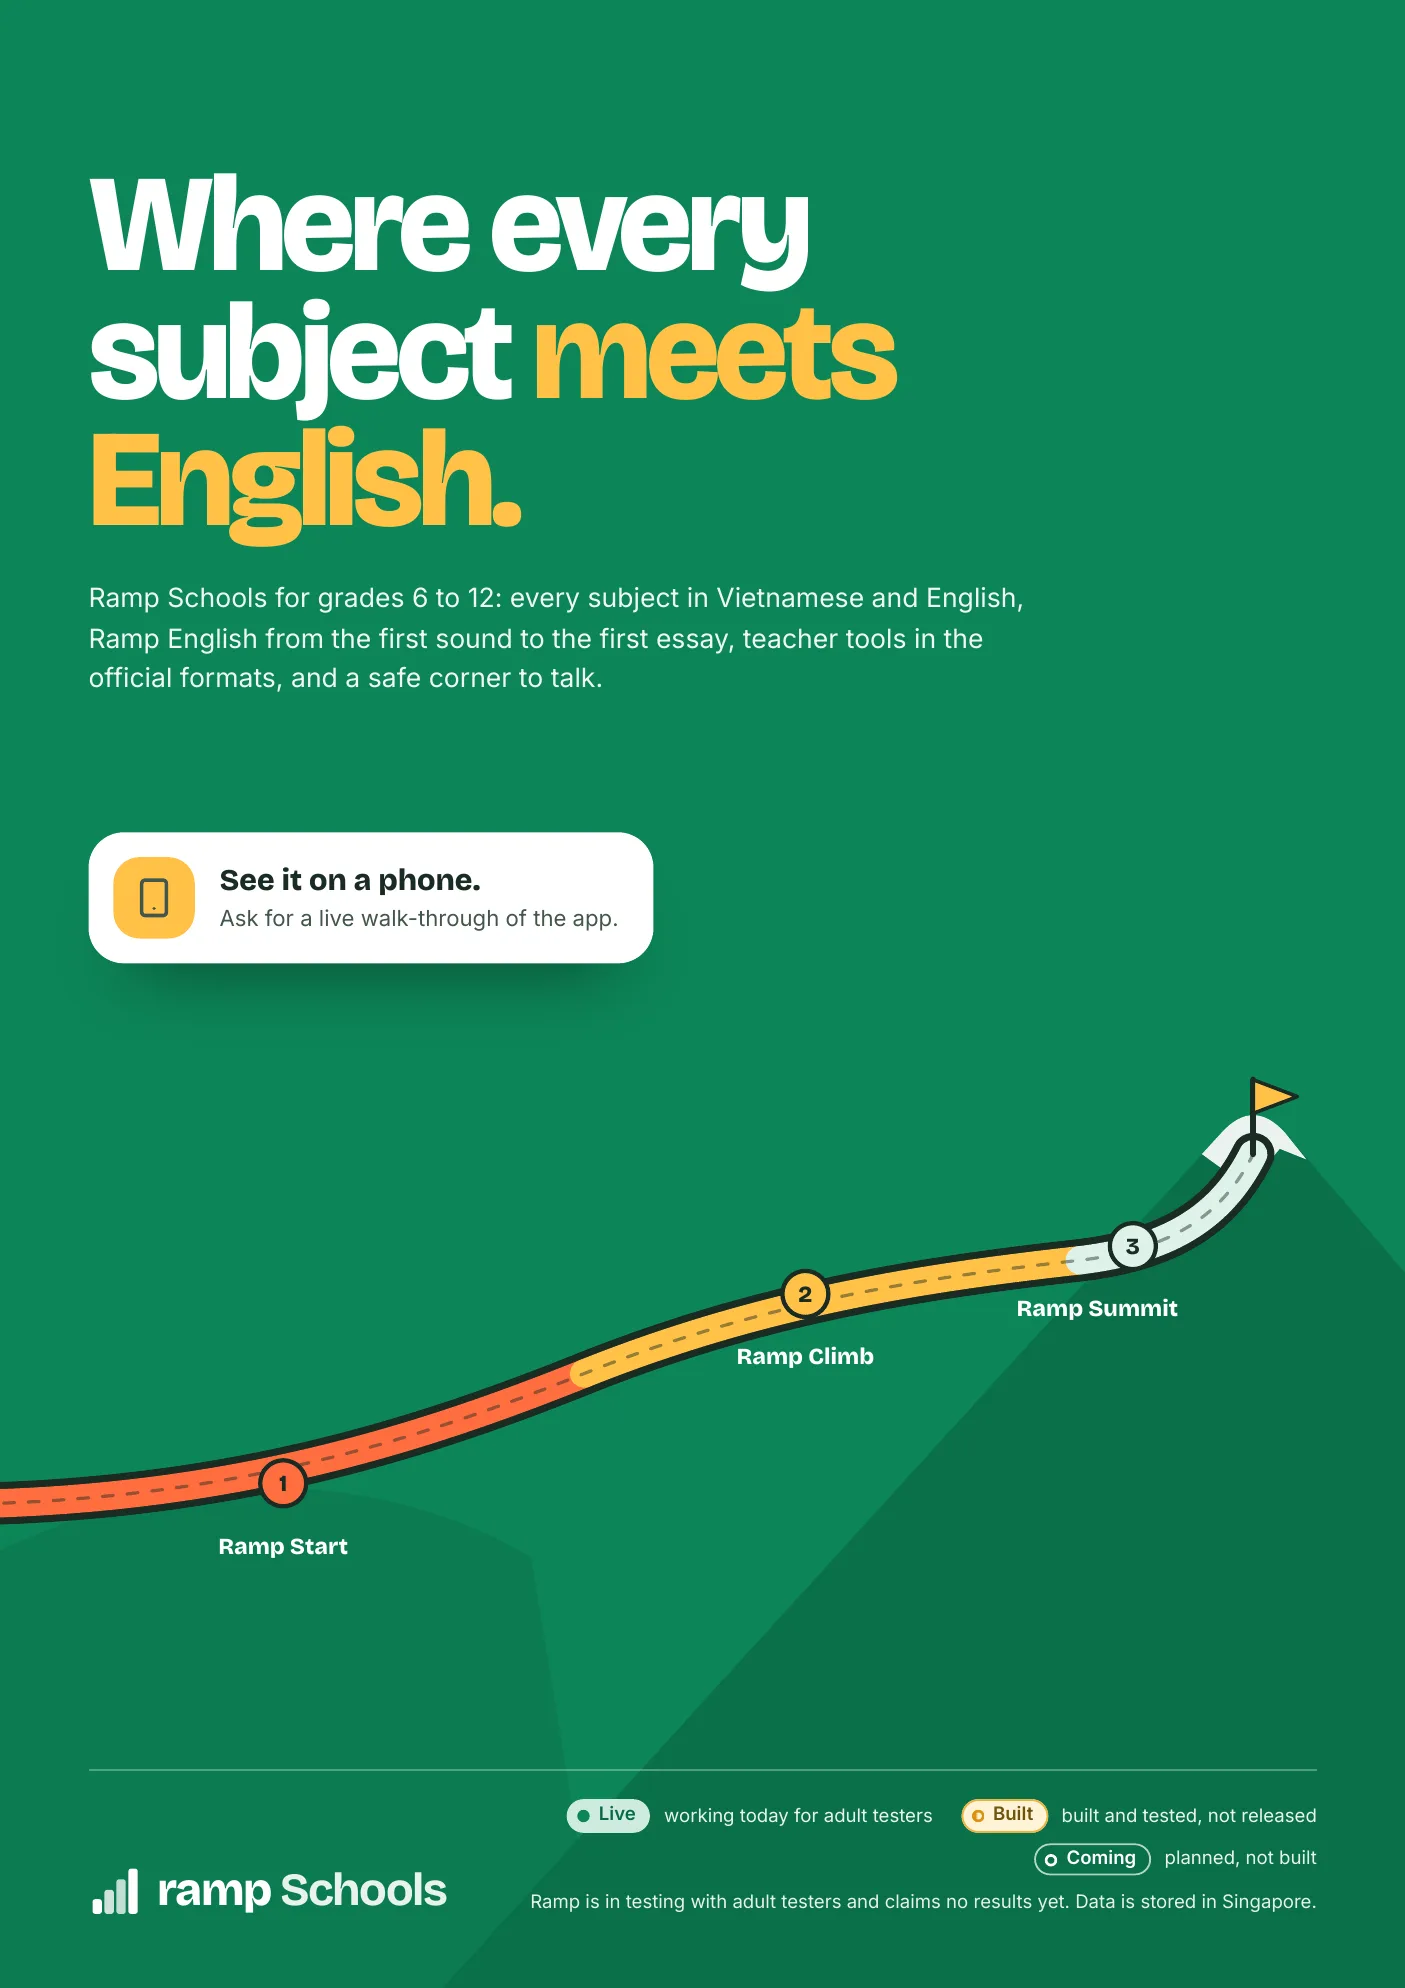 Where every
subject meets
English.
Ramp Schools for grades 6 to 12: every subject in Vietnamese and English,
Ramp English from the first sound to the first essay, teacher tools in the
official formats, and a safe corner to talk.
See it on a phone.
Ask for a live walk-through of the app.
3
Ramp Summit
2
Ramp Climb
1
Ramp Start
Live working today for adult testers Built built and tested, not released
Coming planned, not built
ramp Schools
Ramp is in testing with adult testers and claims no results yet. Data is stored in Singapore.